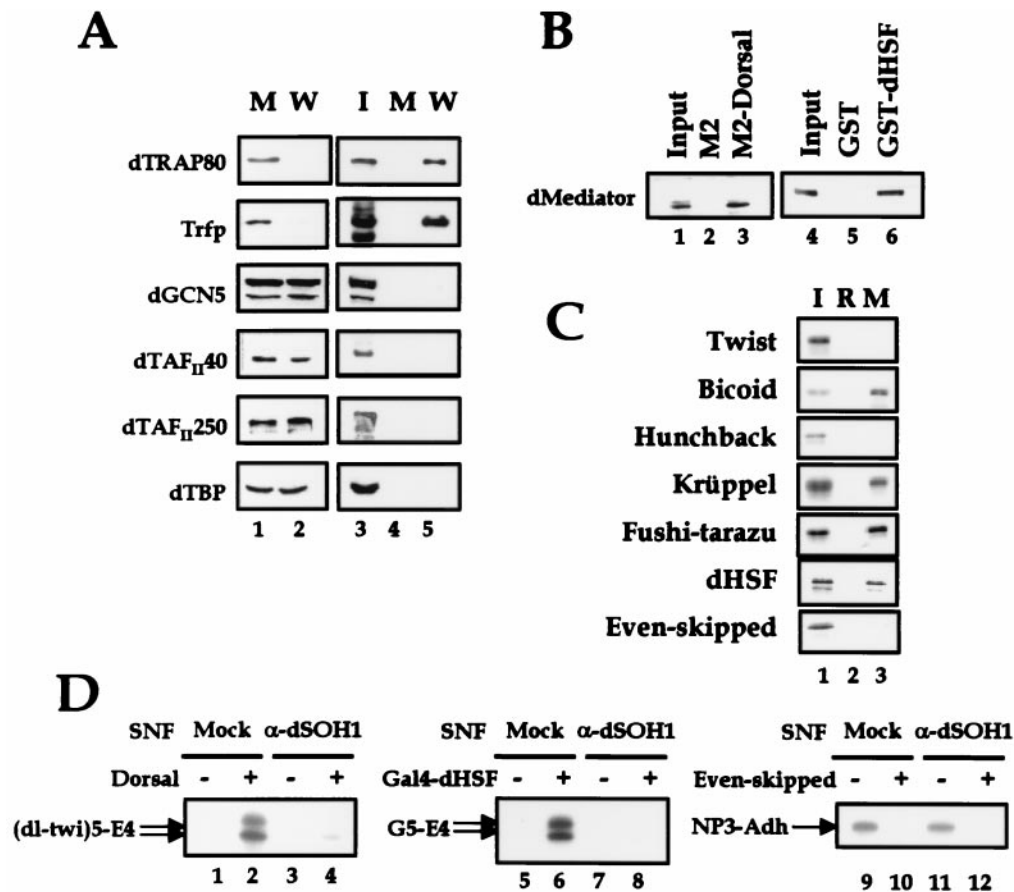 A
M W I M W
dTRAP80
Trfp
dGCN5
dTAFII40
dTAFII250
dTBP
1 2 3 4 5
B
Input M2 M2-Dorsal Input GST GST-dHSF
dMediator
1 2 3 4 5 6
C
I R M
Twist
Bicoid
Hunchback
Krüppel
Fushi-tarazu
dHSF
Even-skipped
1 2 3
D
SNF Mock α-dSOH1 SNF Mock α-dSOH1 SNF Mock α-dSOH1
Dorsal - + - + Gal4-dHSF - + - + Even-skipped - + - +
(dl-twi)5-E4 G5-E4 NP3-Adh
1 2 3 4 5 6 7 8 9 10 11 12